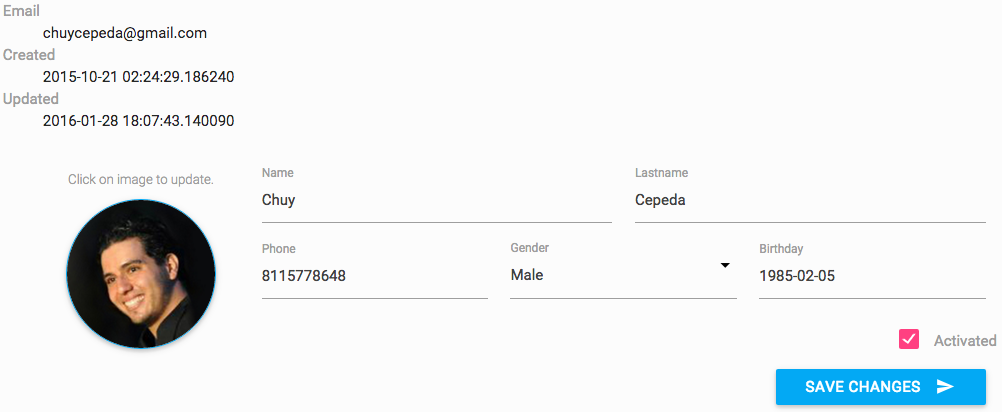 Email
chuycepeda@gmail.com
Created
2015-10-21 02:24:29.186240
Updated
2016-01-28 18:07:43.140090
Click on image to update.
Name
Chuy
Lastname
Cepeda
Phone
8115778648
Gender
Male
Birthday
1985-02-05
Activated
SAVE CHANGES